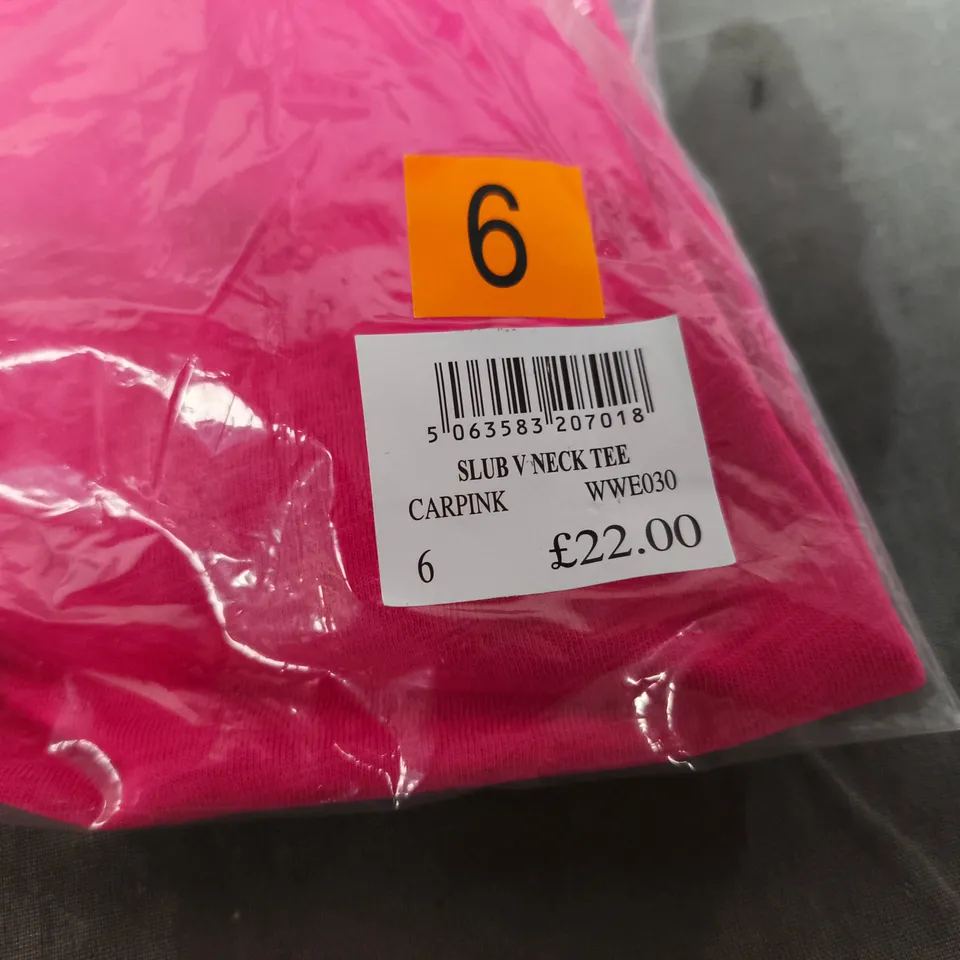 6
5 063583 207018
SLUB V NECK TEE
CARPINK WWE030
6 £22.00